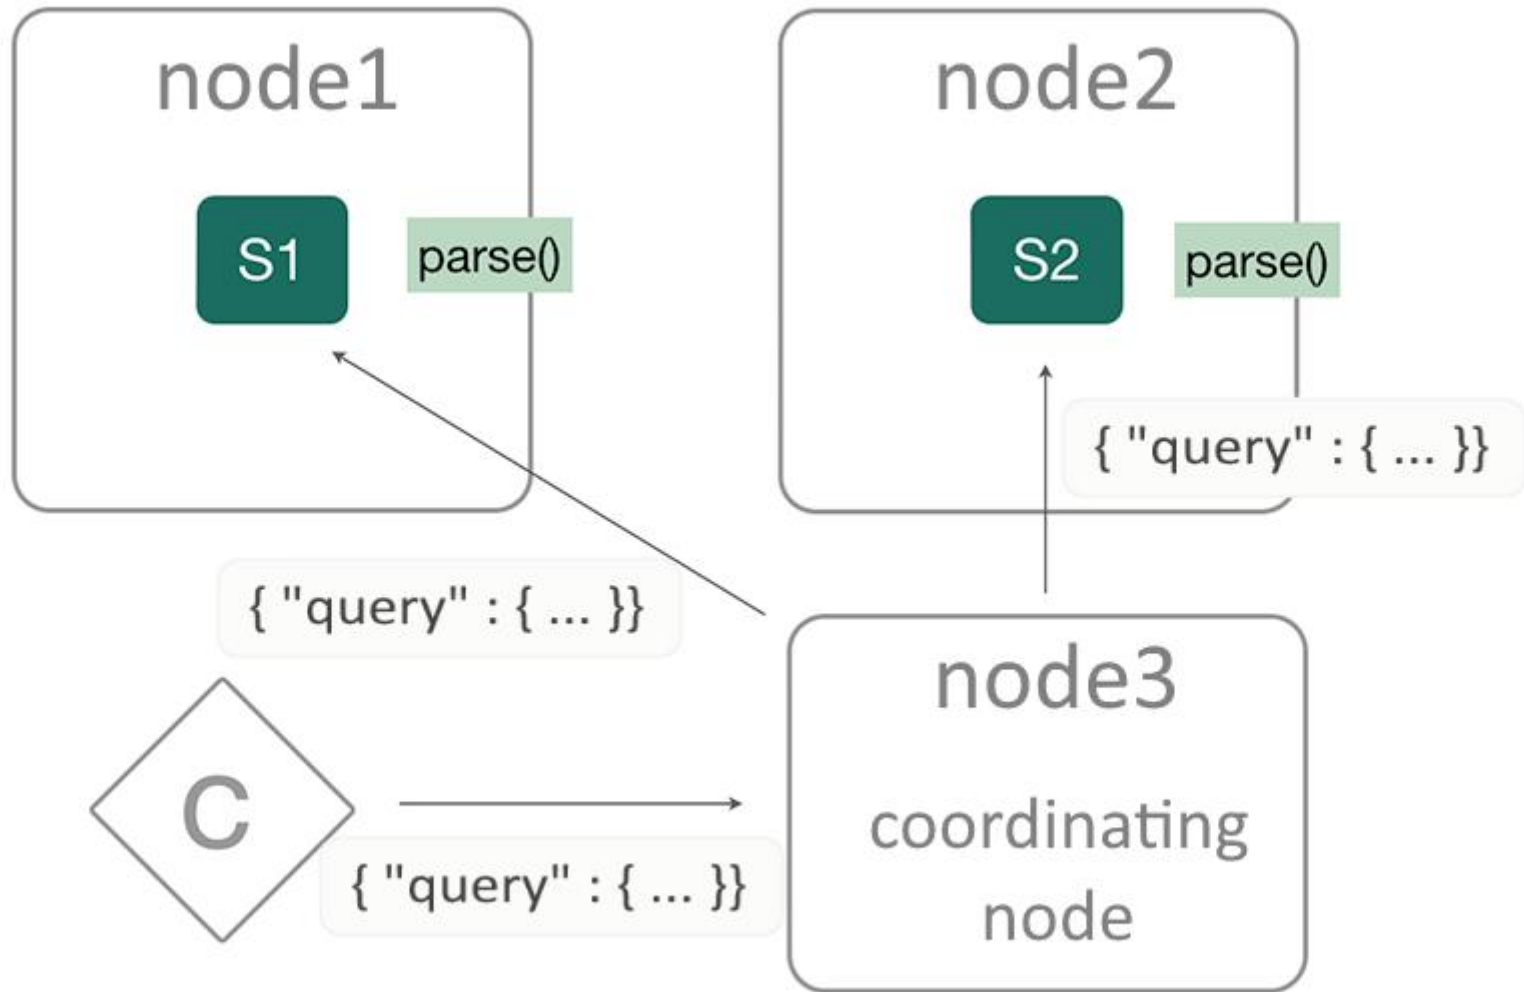 node1
node2
S1
parse()
S2
parse()
{ "query" : { ... }}
{ "query" : { ... }}
node3
C
coordinating
node
{ "query" : { ... }}